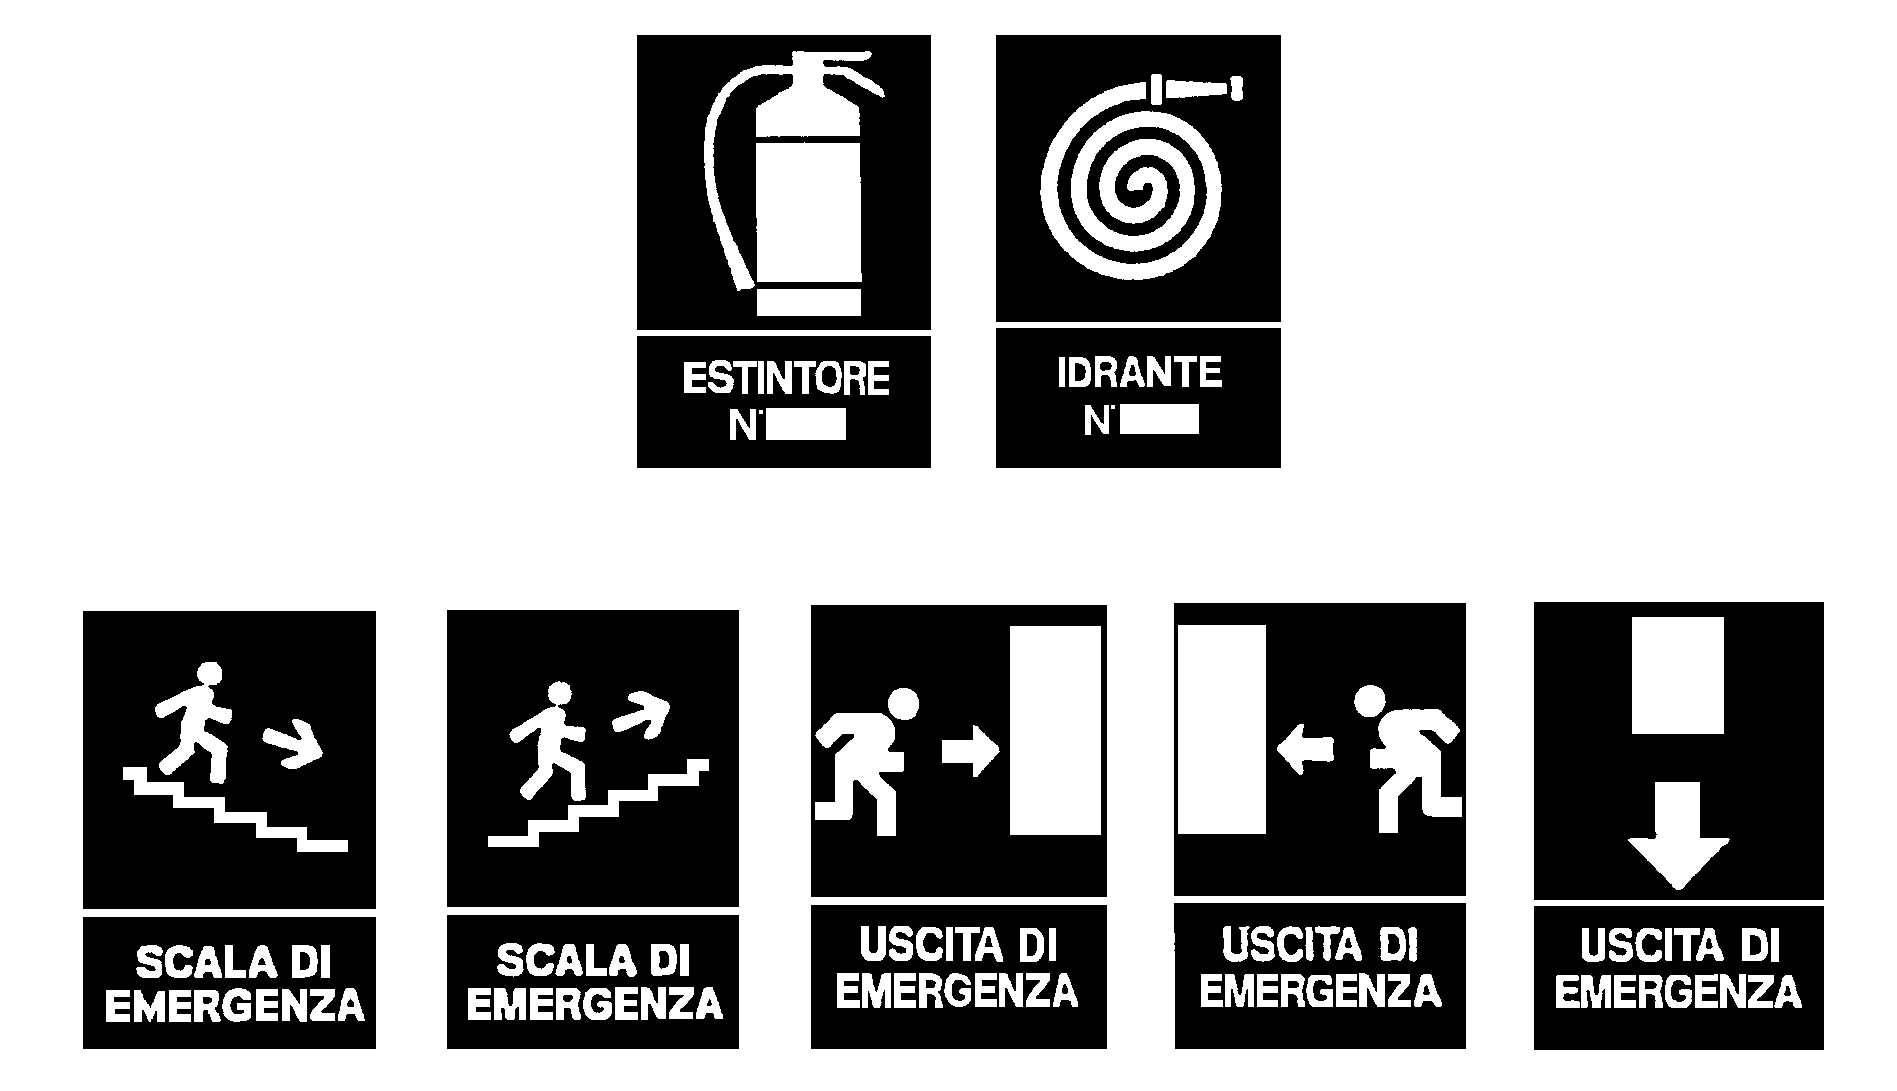 ESTINTORE
N°
IDRANTE
N°
SCALA DI
EMERGENZA
SCALA DI
EMERGENZA
USCITA DI
EMERGENZA
USCITA DI
EMERGENZA
USCITA DI
EMERGENZA